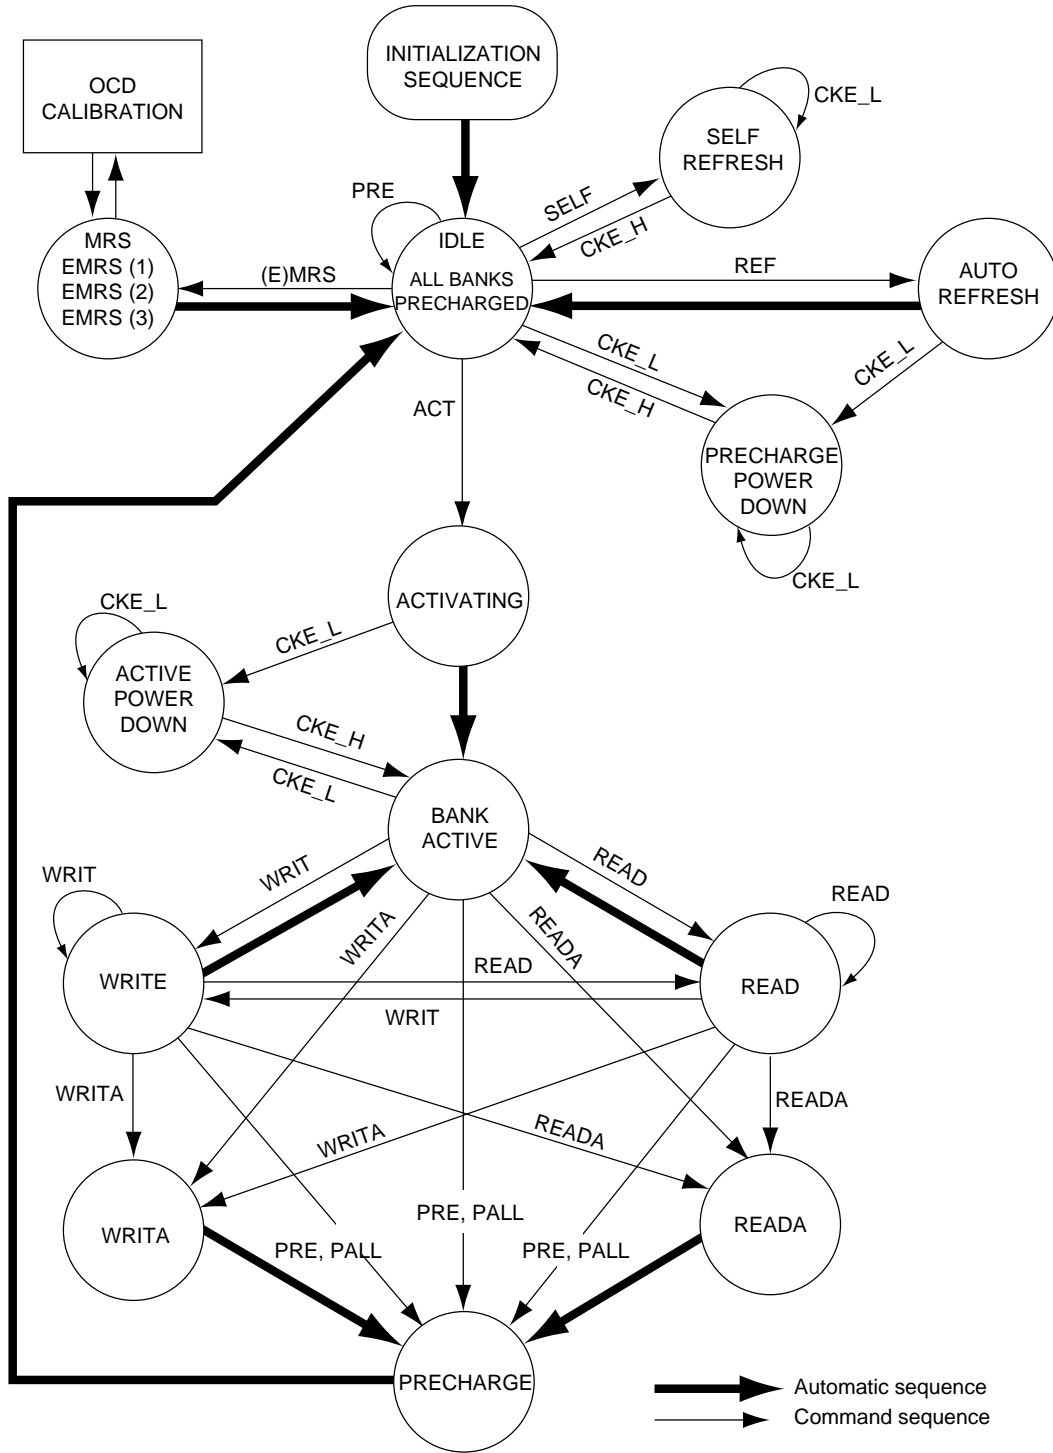 INITIALIZATION
SEQUENCE
OCD
CALIBRATION
CKE_L
SELF
REFRESH
PRE
SELF
CKE_H
IDLE
ALL BANKS
PRECHARGED
MRS
EMRS (1)
EMRS (2)
EMRS (3)
(E)MRS
REF
AUTO
REFRESH
CKE_L
CKE_H
CKE_L
ACT
PRECHARGE
POWER
DOWN
CKE_L
ACTIVATING
CKE_L
CKE_L
ACTIVE
POWER
DOWN
CKE_H
CKE_L
BANK
ACTIVE
WRIT
WRIT
READ
READ
WRITA
READA
WRITE
READ
READ
WRIT
WRITA
READA
WRITA
READA
WRITA
READA
PRE, PALL
PRE, PALL
PRE, PALL
PRECHARGE
Automatic sequence
Command sequence